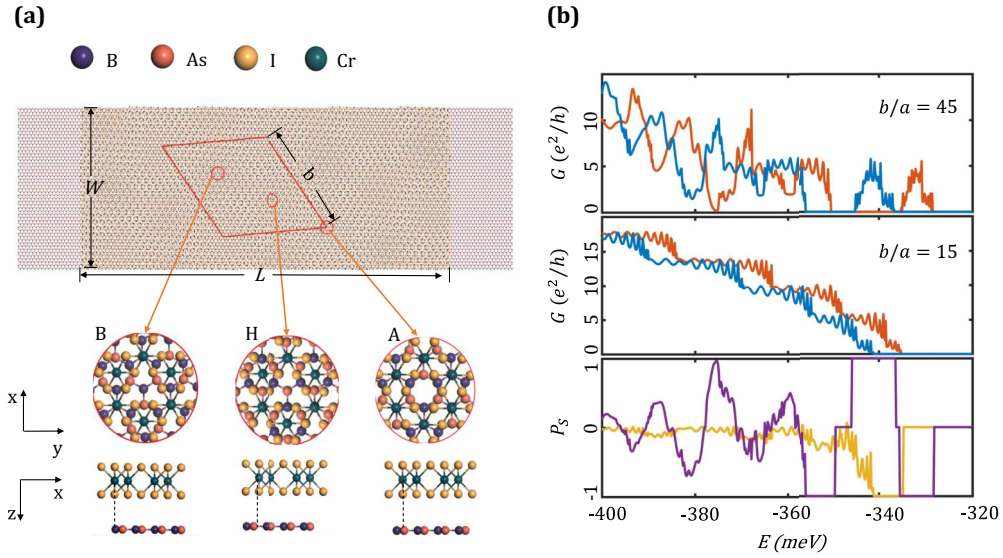 (a)
B
As
I
Cr
W
b
L
B
H
A
x
y
x
z
(b)
b/a = 45
G (e²/h)
10
5
0
b/a = 15
G (e²/h)
15
10
5
0
1
P_S
0
-1
-400
-380
-360
-340
-320
E (meV)